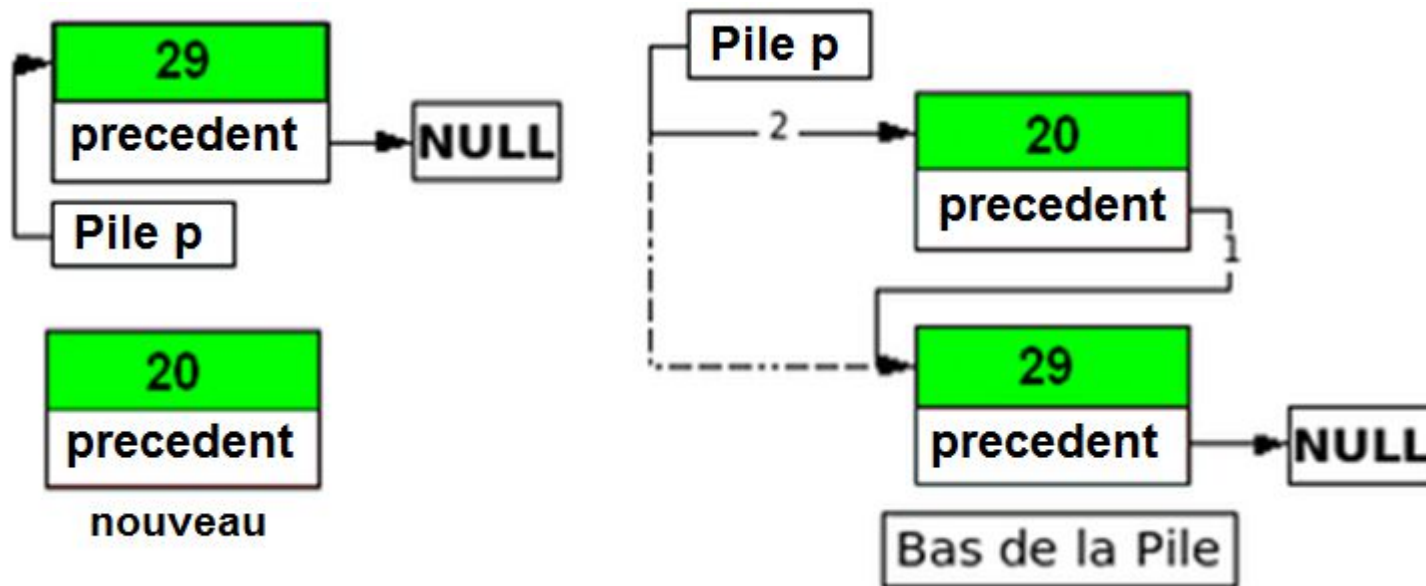 29
precedent
NULL
Pile p
20
precedent
nouveau
Pile p
2
20
precedent
1
29
precedent
NULL
Bas de la Pile